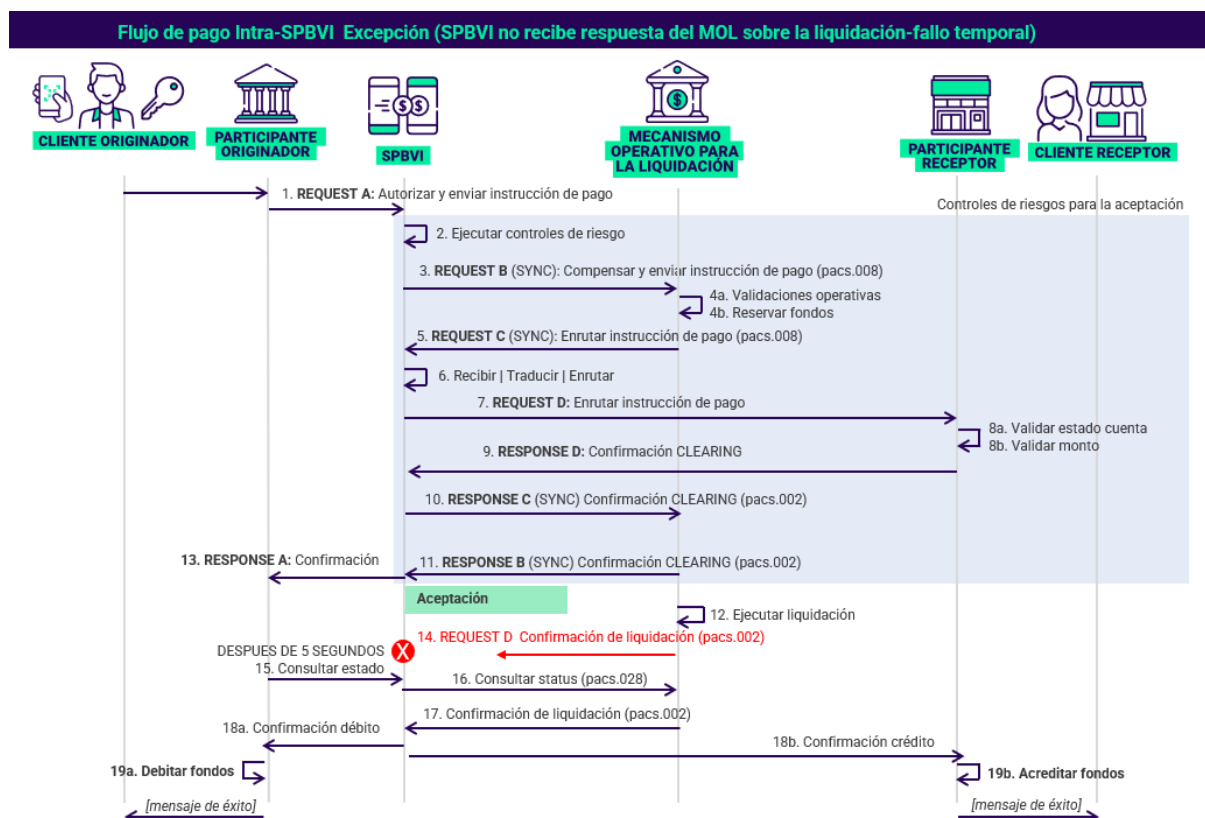 Flujo de pago Intra-SPBVI Excepción (SPBVI no recibe respuesta del MOL sobre la liquidación-fallo temporal)
CLIENTE ORIGINADOR
PARTICIPANTE
ORIGINADOR
SPBVI
MECANISMO
OPERATIVO PARA
LA LIQUIDACIÓN
PARTICIPANTE
RECEPTOR
CLIENTE RECEPTOR
1. REQUEST A: Autorizar y enviar instrucción de pago
Controles de riesgos para la aceptación
2. Ejecutar controles de riesgo
3. REQUEST B (SYNC): Compensar y enviar instrucción de pago (pacs.008)
4a. Validaciones operativas
4b. Reservar fondos
5. REQUEST C (SYNC): Enrutar instrucción de pago (pacs.008)
6. Recibir | Traducir | Enrutar
7. REQUEST D: Enrutar instrucción de pago
8a. Validar estado cuenta
8b. Validar monto
9. RESPONSE D: Confirmación CLEARING
10. RESPONSE C (SYNC) Confirmación CLEARING (pacs.002)
13. RESPONSE A: Confirmación
11. RESPONSE B (SYNC) Confirmación CLEARING (pacs.002)
Aceptación
12. Ejecutar liquidación
14. REQUEST D Confirmación de liquidación (pacs.002)
DESPUES DE 5 SEGUNDOS
X
15. Consultar estado
16. Consultar status (pacs.028)
17. Confirmación de liquidación (pacs.002)
18a. Confirmación débito
18b. Confirmación crédito
19a. Debitar fondos
19b. Acreditar fondos
[mensaje de éxito]
[mensaje de éxito]